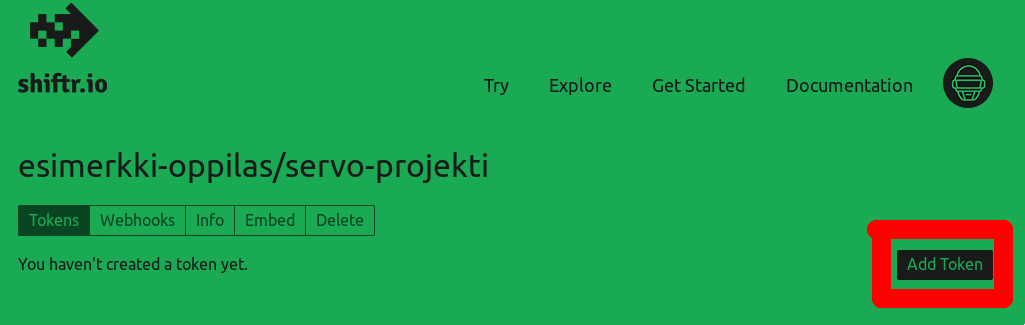 shiftr.io
Try Explore Get Started Documentation
esimerkki-oppilas/servo-projekti
Tokens Webhooks Info Embed Delete
You haven't created a token yet. Add Token